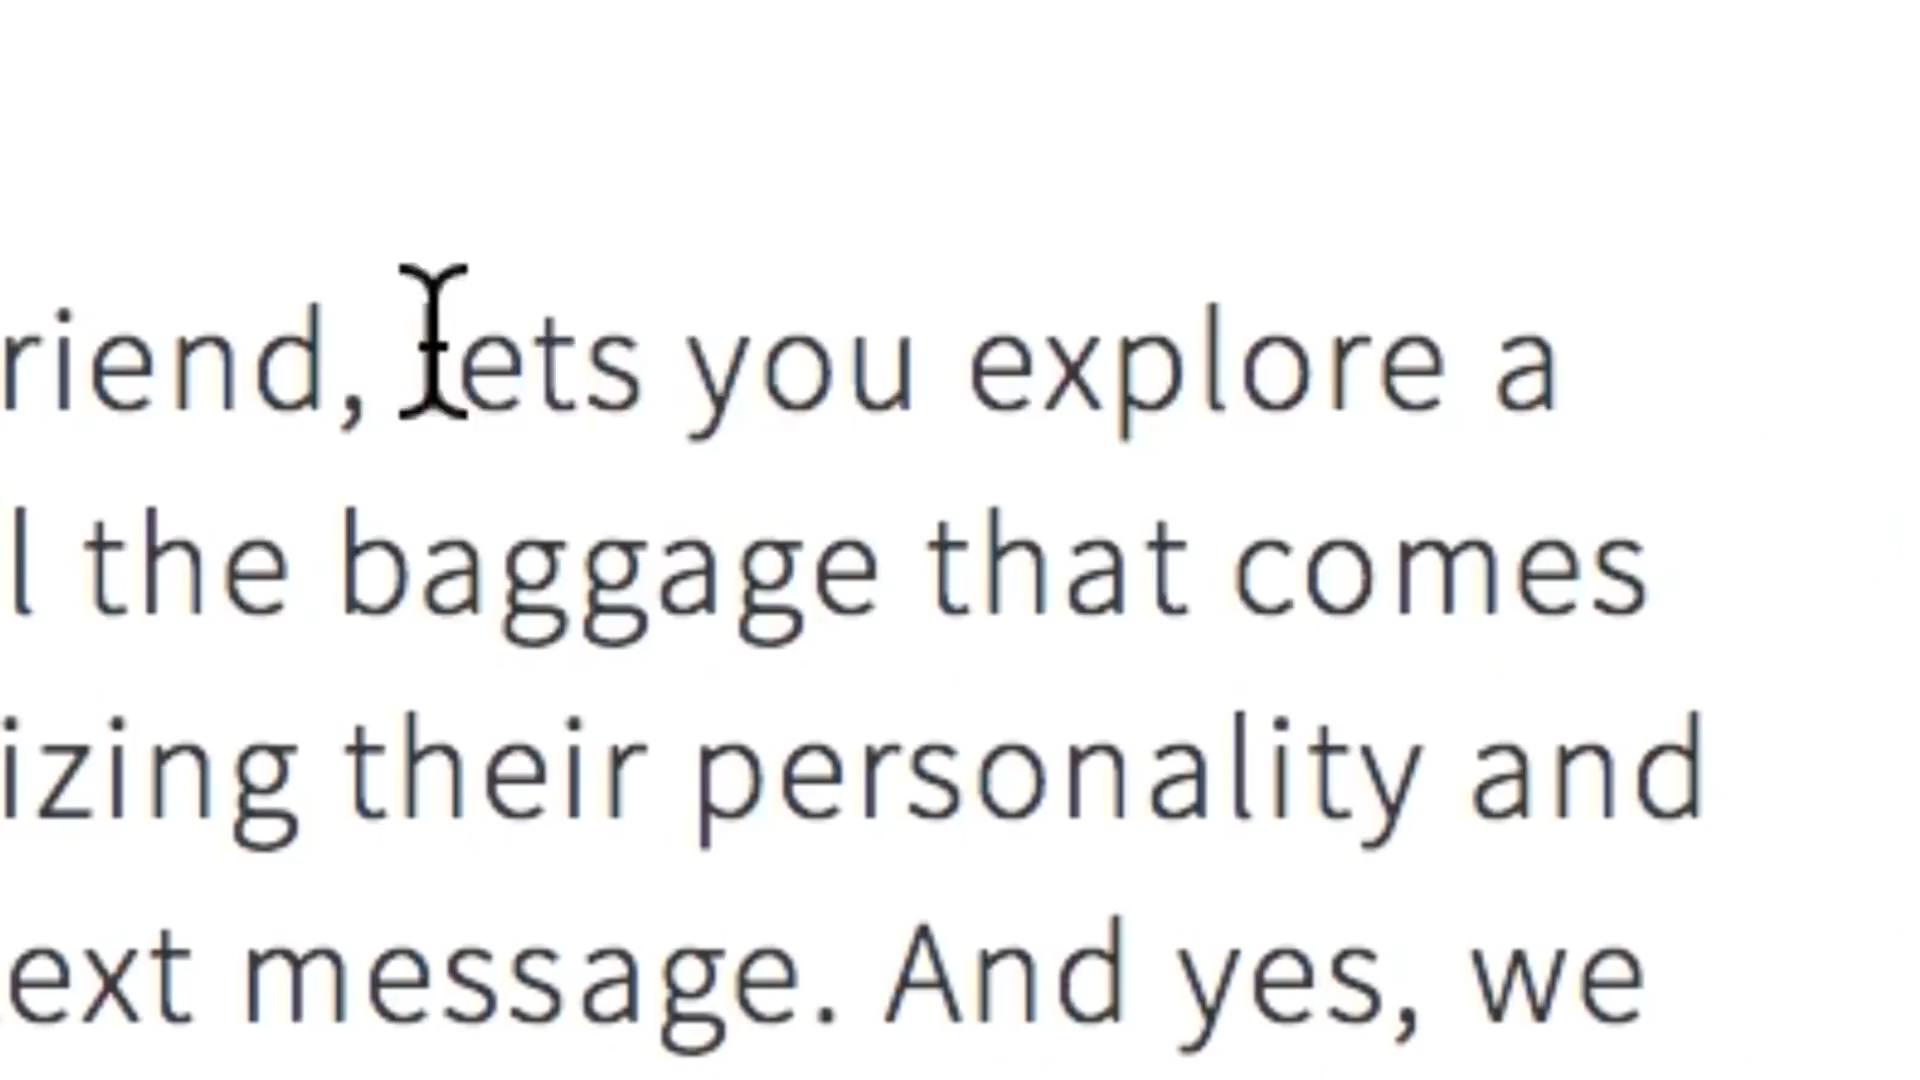 riend, lets you explore a
l the baggage that comes
izing their personality and
ext message. And yes, we